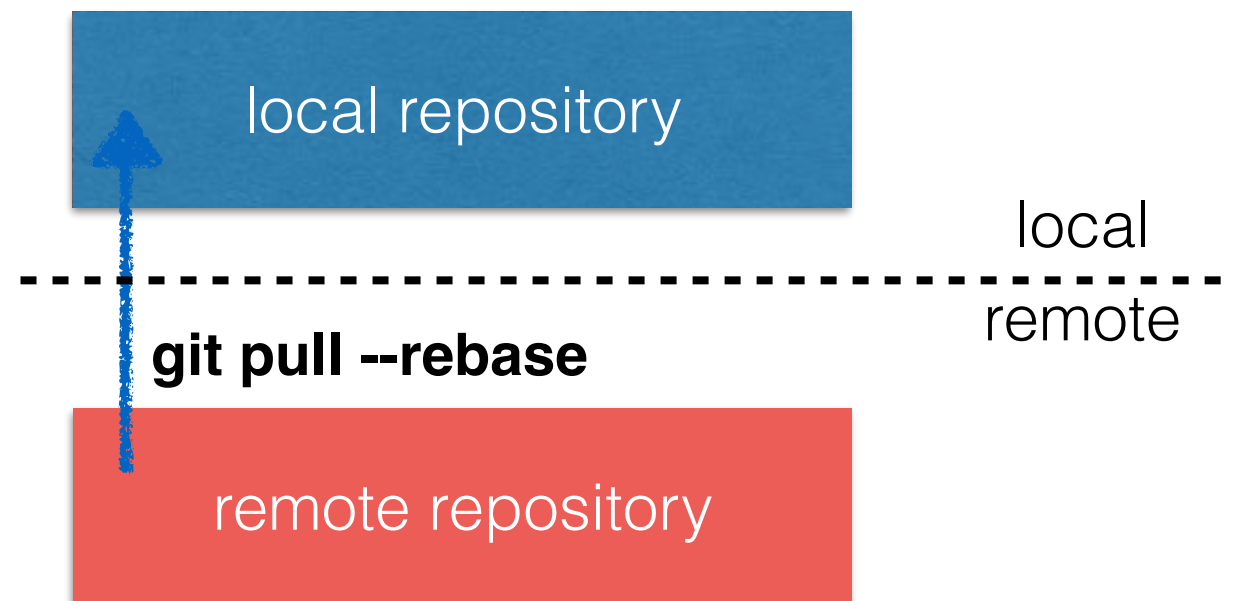 local repository
local
remote
git pull --rebase
remote repository